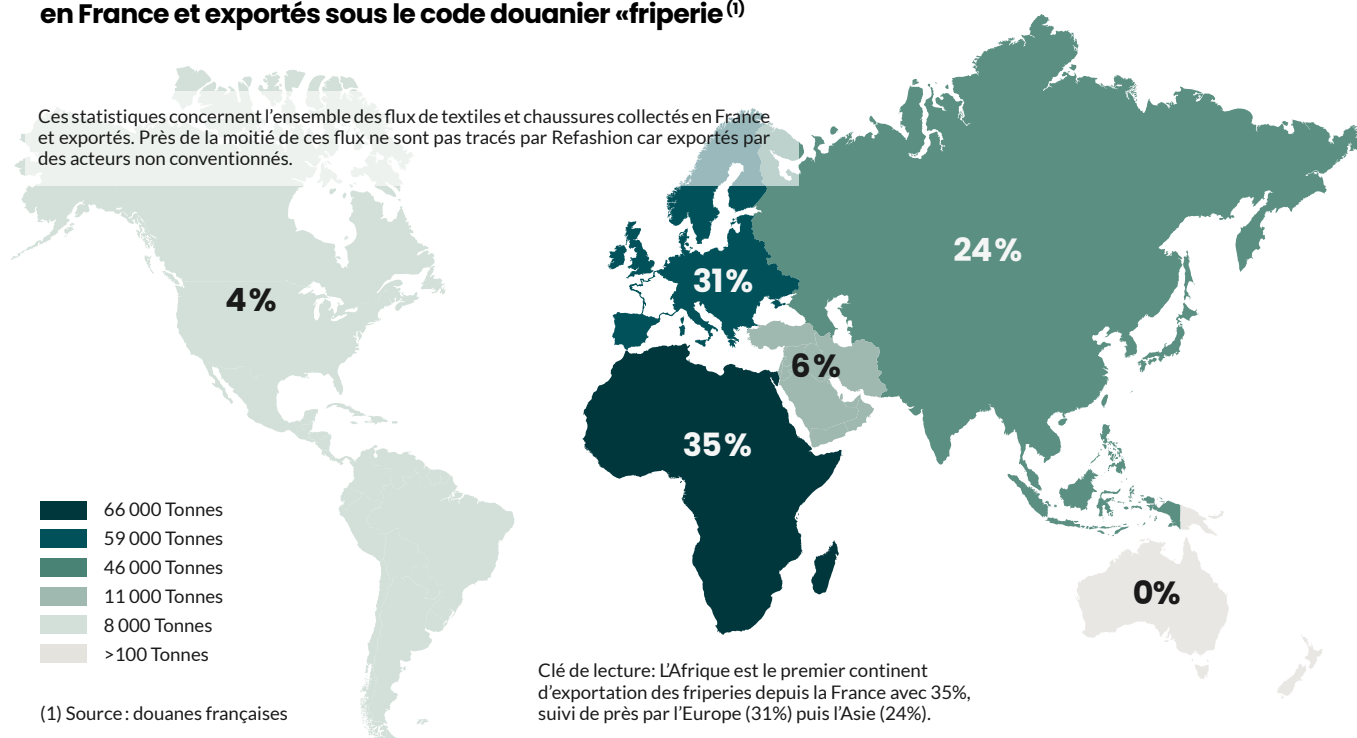 en France et exportés sous le code douanier «friperie (1)
Ces statistiques concernent l'ensemble des flux de textiles et chaussures collectés en France
et exportés. Près de la moitié de ces flux ne sont pas tracés par Refashion car exportés par
des acteurs non conventionnés.
24%
31%
4%
6%
35%
66 000 Tonnes
59 000 Tonnes
46 000 Tonnes
11 000 Tonnes
8 000 Tonnes
>100 Tonnes
0%
Clé de lecture: L'Afrique est le premier continent
d'exportation des friperies depuis la France avec 35%,
suivi de près par l'Europe (31%) puis l'Asie (24%).
(1) Source : douanes françaises